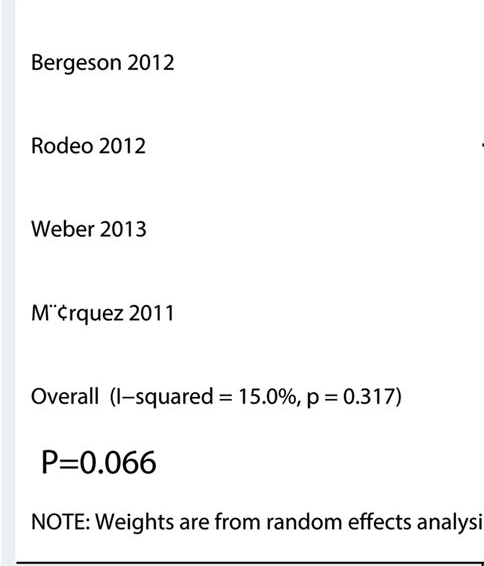 Bergeson 2012
Rodeo 2012
Weber 2013
M¨¢rquez 2011
Overall (I−squared = 15.0%, p = 0.317)
P=0.066
NOTE: Weights are from random effects analysi